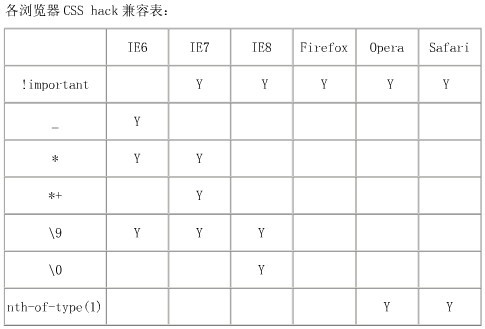 各浏览器 CSS hack 兼容表：
IE6 IE7 IE8 Firefox Opera Safari
!important Y Y Y Y Y
_ Y
* Y Y
*+ Y
\9 Y Y Y
\0 Y
nth-of-type(1) Y Y